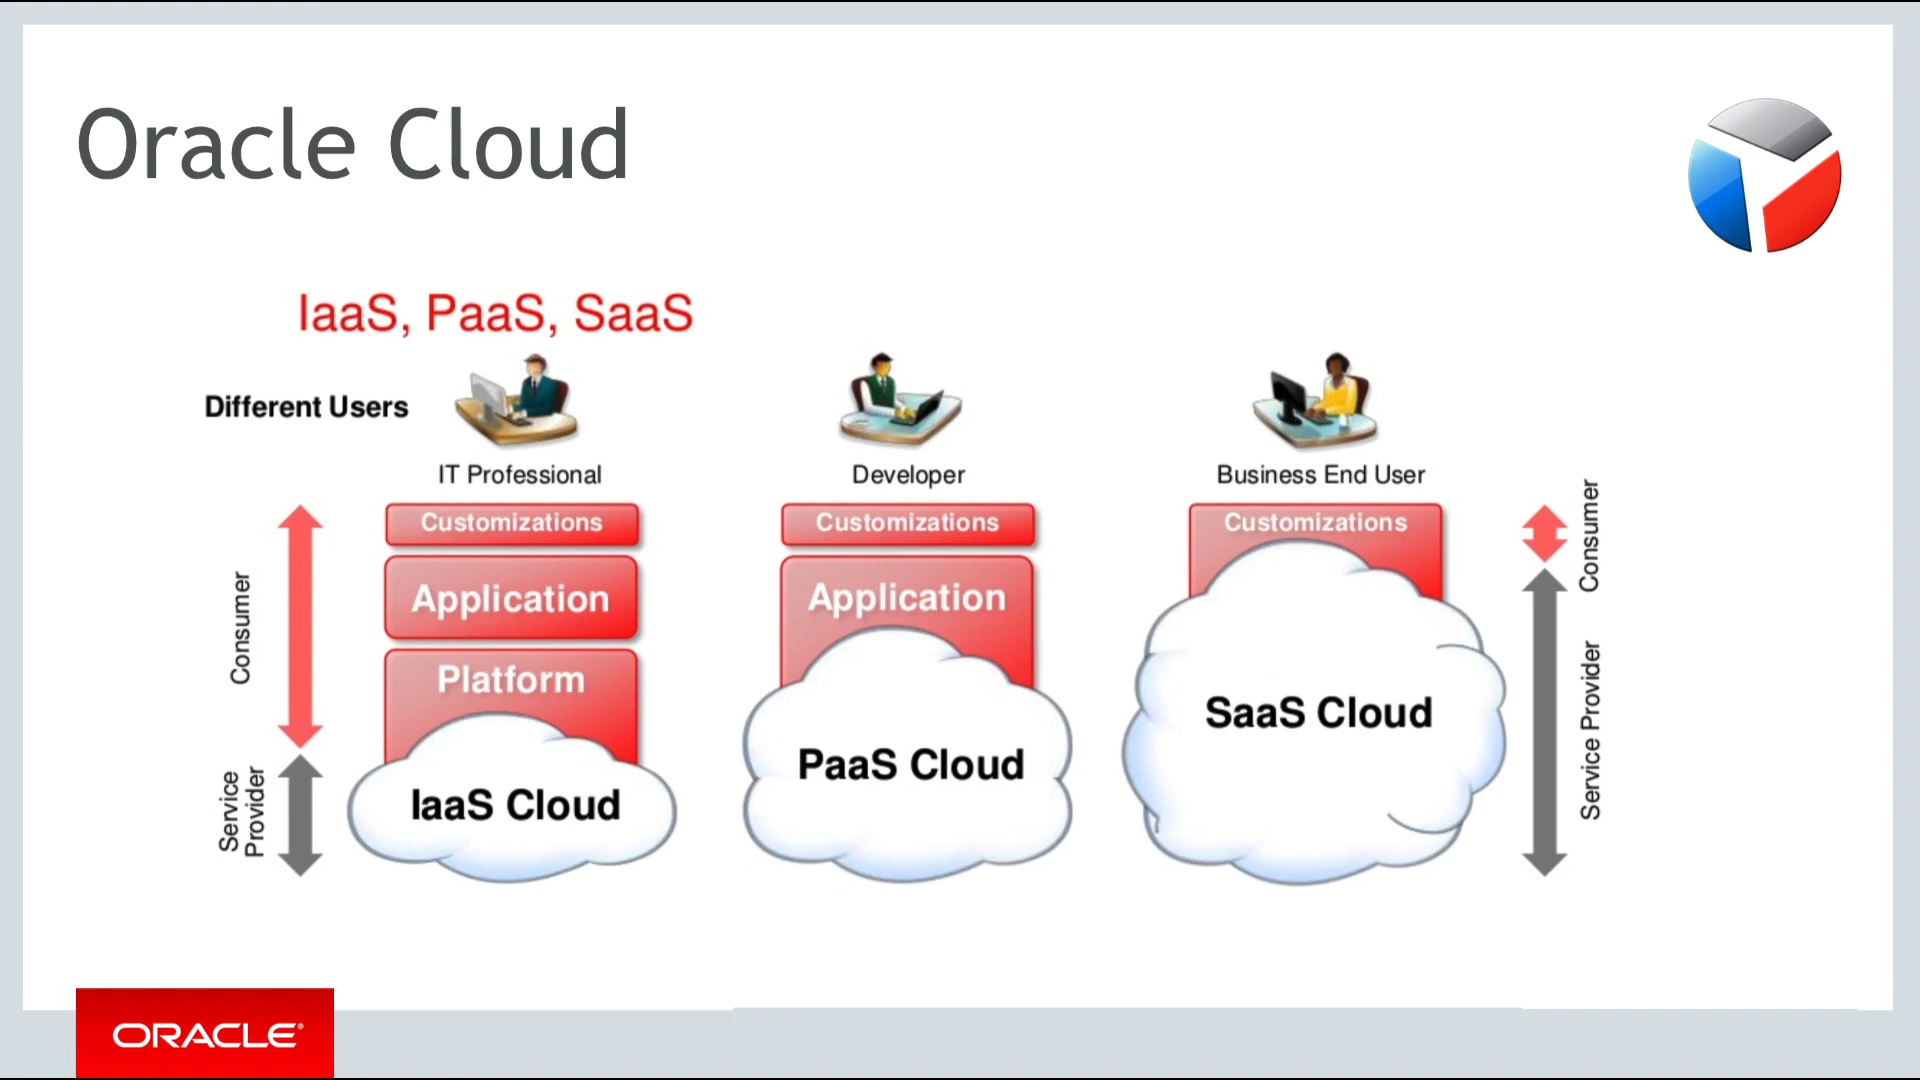 Oracle Cloud
IaaS, PaaS, SaaS
Different Users
IT Professional
Developer
Business End User
Customizations
Application
Platform
IaaS Cloud
Customizations
Application
PaaS Cloud
Customizations
SaaS Cloud
Consumer
Service
Provider
Consumer
Service Provider
ORACLE®